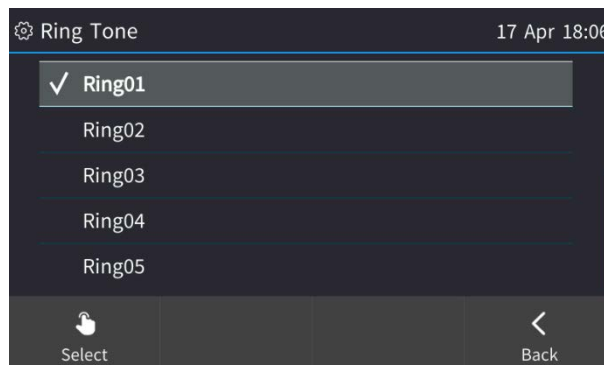 Ring Tone 17 Apr 18:06
Ring01
Ring02
Ring03
Ring04
Ring05
Select Back